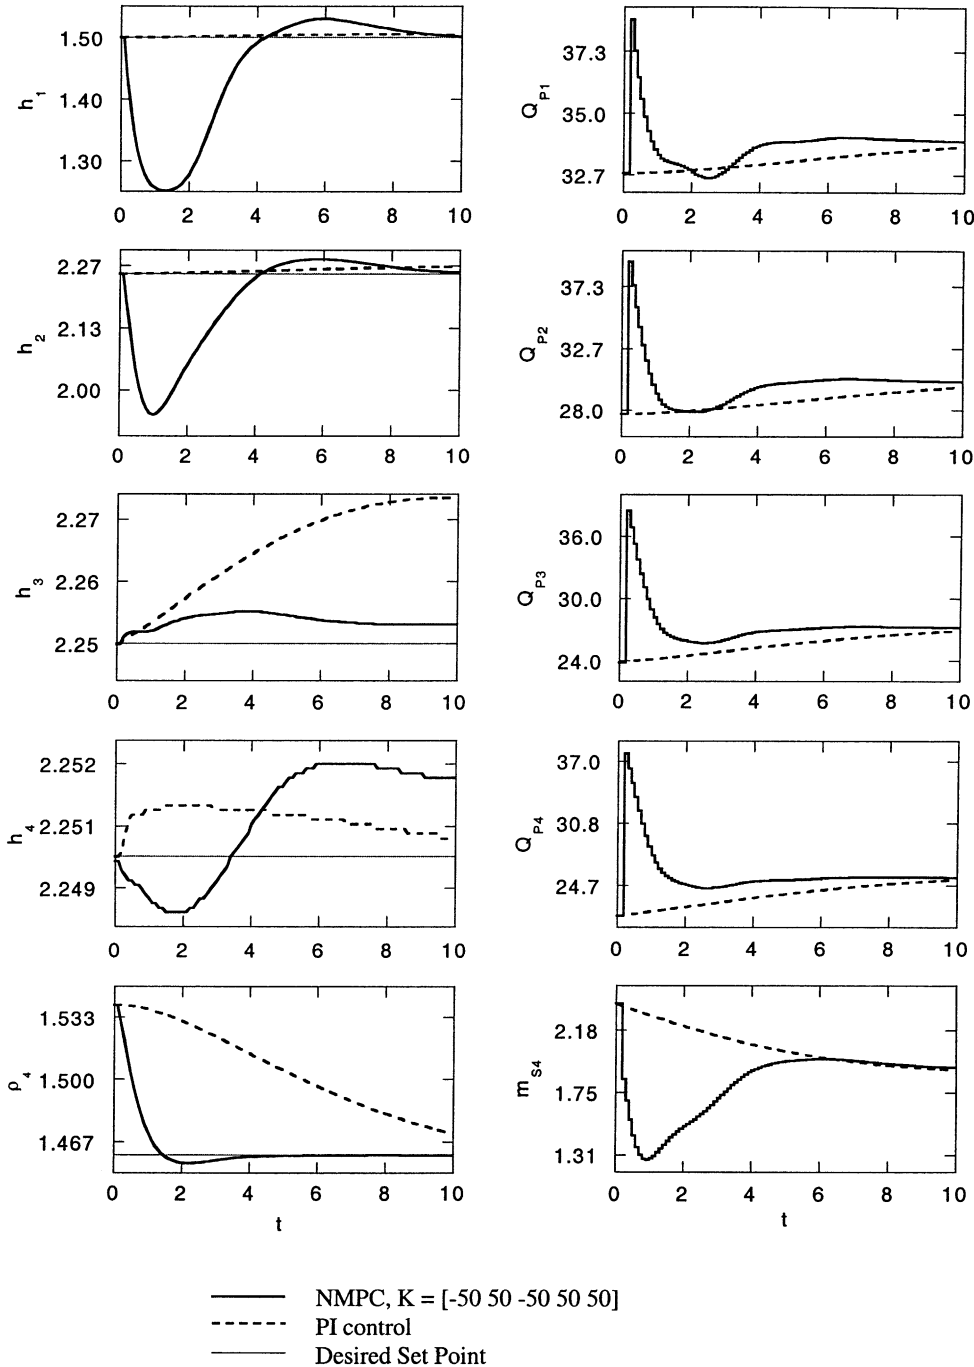 h1
1.50
1.40
1.30
0 2 4 6 8 10
QP1
37.3
35.0
32.7
0 2 4 6 8 10
h2
2.27
2.13
2.00
0 2 4 6 8 10
QP2
37.3
32.7
28.0
0 2 4 6 8 10
h3
2.27
2.26
2.25
0 2 4 6 8 10
QP3
36.0
30.0
24.0
0 2 4 6 8 10
h4
2.252
2.251
2.249
0 2 4 6 8 10
QP4
37.0
30.8
24.7
0 2 4 6 8 10
ρ4
1.533
1.500
1.467
0 2 4 6 8 10
t
mS4
2.18
1.75
1.31
0 2 4 6 8 10
t
NMPC, K = [-50 50 -50 50 50]
PI control
Desired Set Point